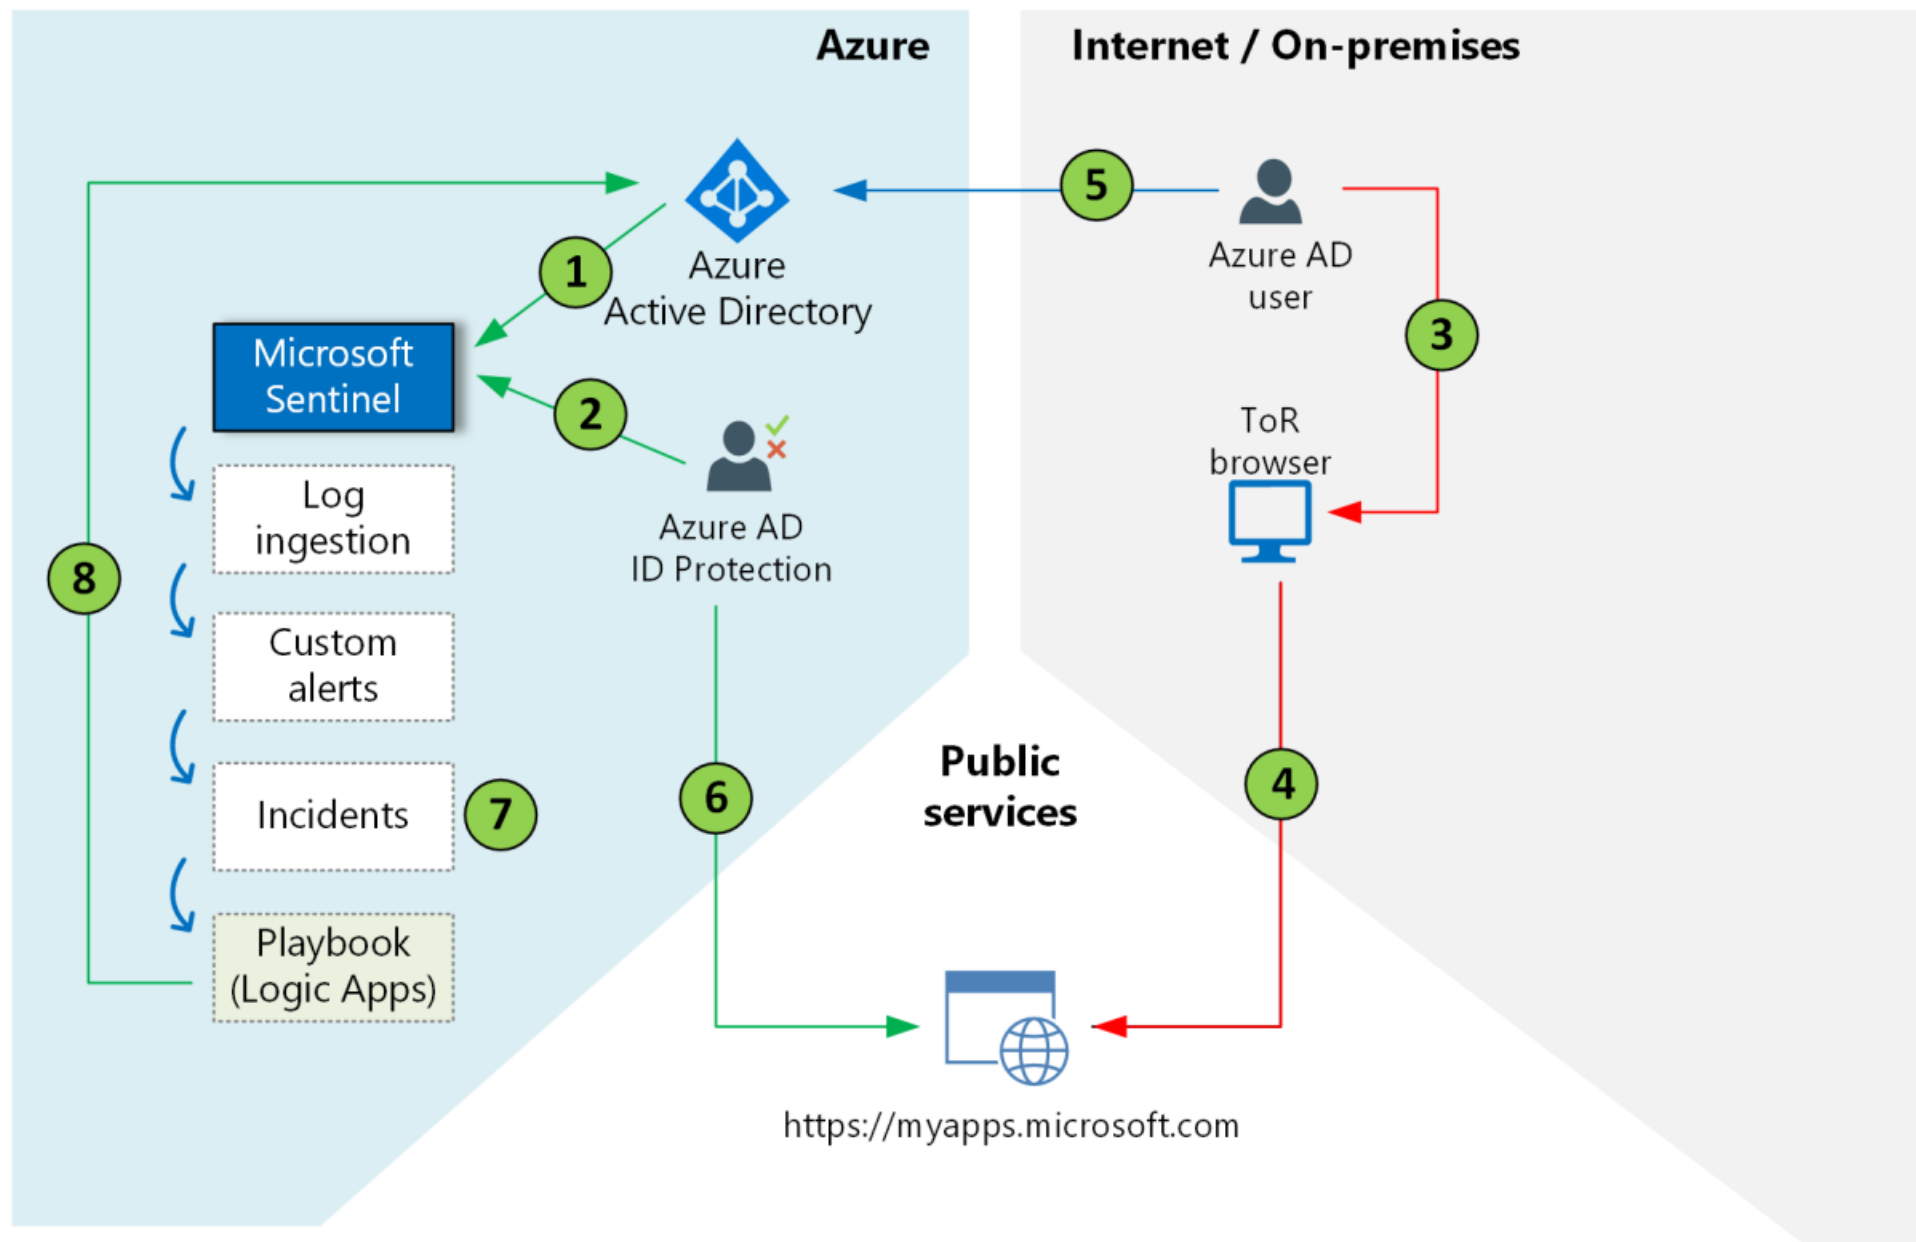 Azure
Internet / On-premises
5
1
Azure
Active Directory
Azure AD
user
3
Microsoft
Sentinel
2
ToR
browser
Log
ingestion
Azure AD
ID Protection
8
Custom
alerts
Public
services
Incidents
7
6
4
Playbook
(Logic Apps)
https://myapps.microsoft.com